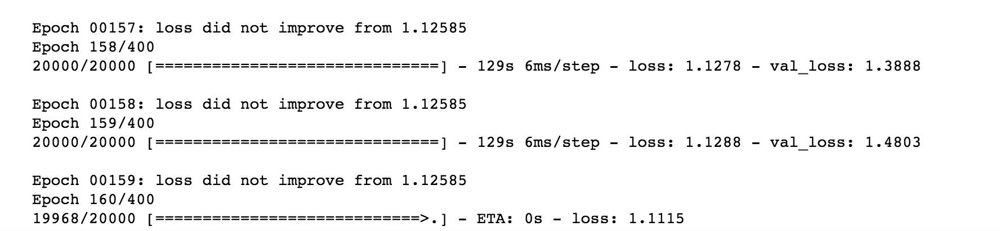 Epoch 00157: loss did not improve from 1.12585
Epoch 158/400
20000/20000 [==============================] - 129s 6ms/step - loss: 1.1278 - val_loss: 1.3888
Epoch 00158: loss did not improve from 1.12585
Epoch 159/400
20000/20000 [==============================] - 129s 6ms/step - loss: 1.1288 - val_loss: 1.4803
Epoch 00159: loss did not improve from 1.12585
Epoch 160/400
19968/20000 [============================>.] - ETA: 0s - loss: 1.1115